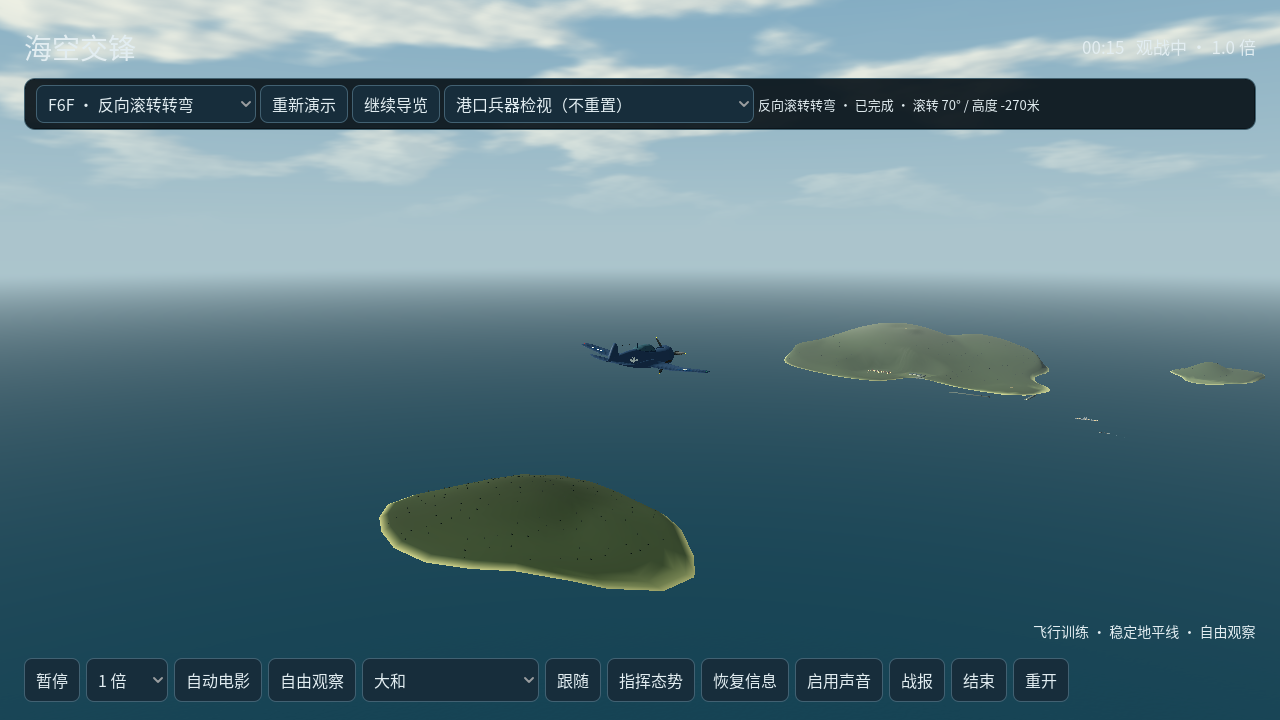 海空交锋
00:15 观战中 · 1.0 倍
F6F · 反向滚转转弯
重新演示
继续导览
港口兵器检视（不重置）
反向滚转转弯 · 已完成 · 滚转 70° / 高度 -270米
飞行训练 · 稳定地平线 · 自由观察
暂停
1 倍
自动电影
自由观察
大和
跟随
指挥态势
恢复信息
启用声音
战报
结束
重开